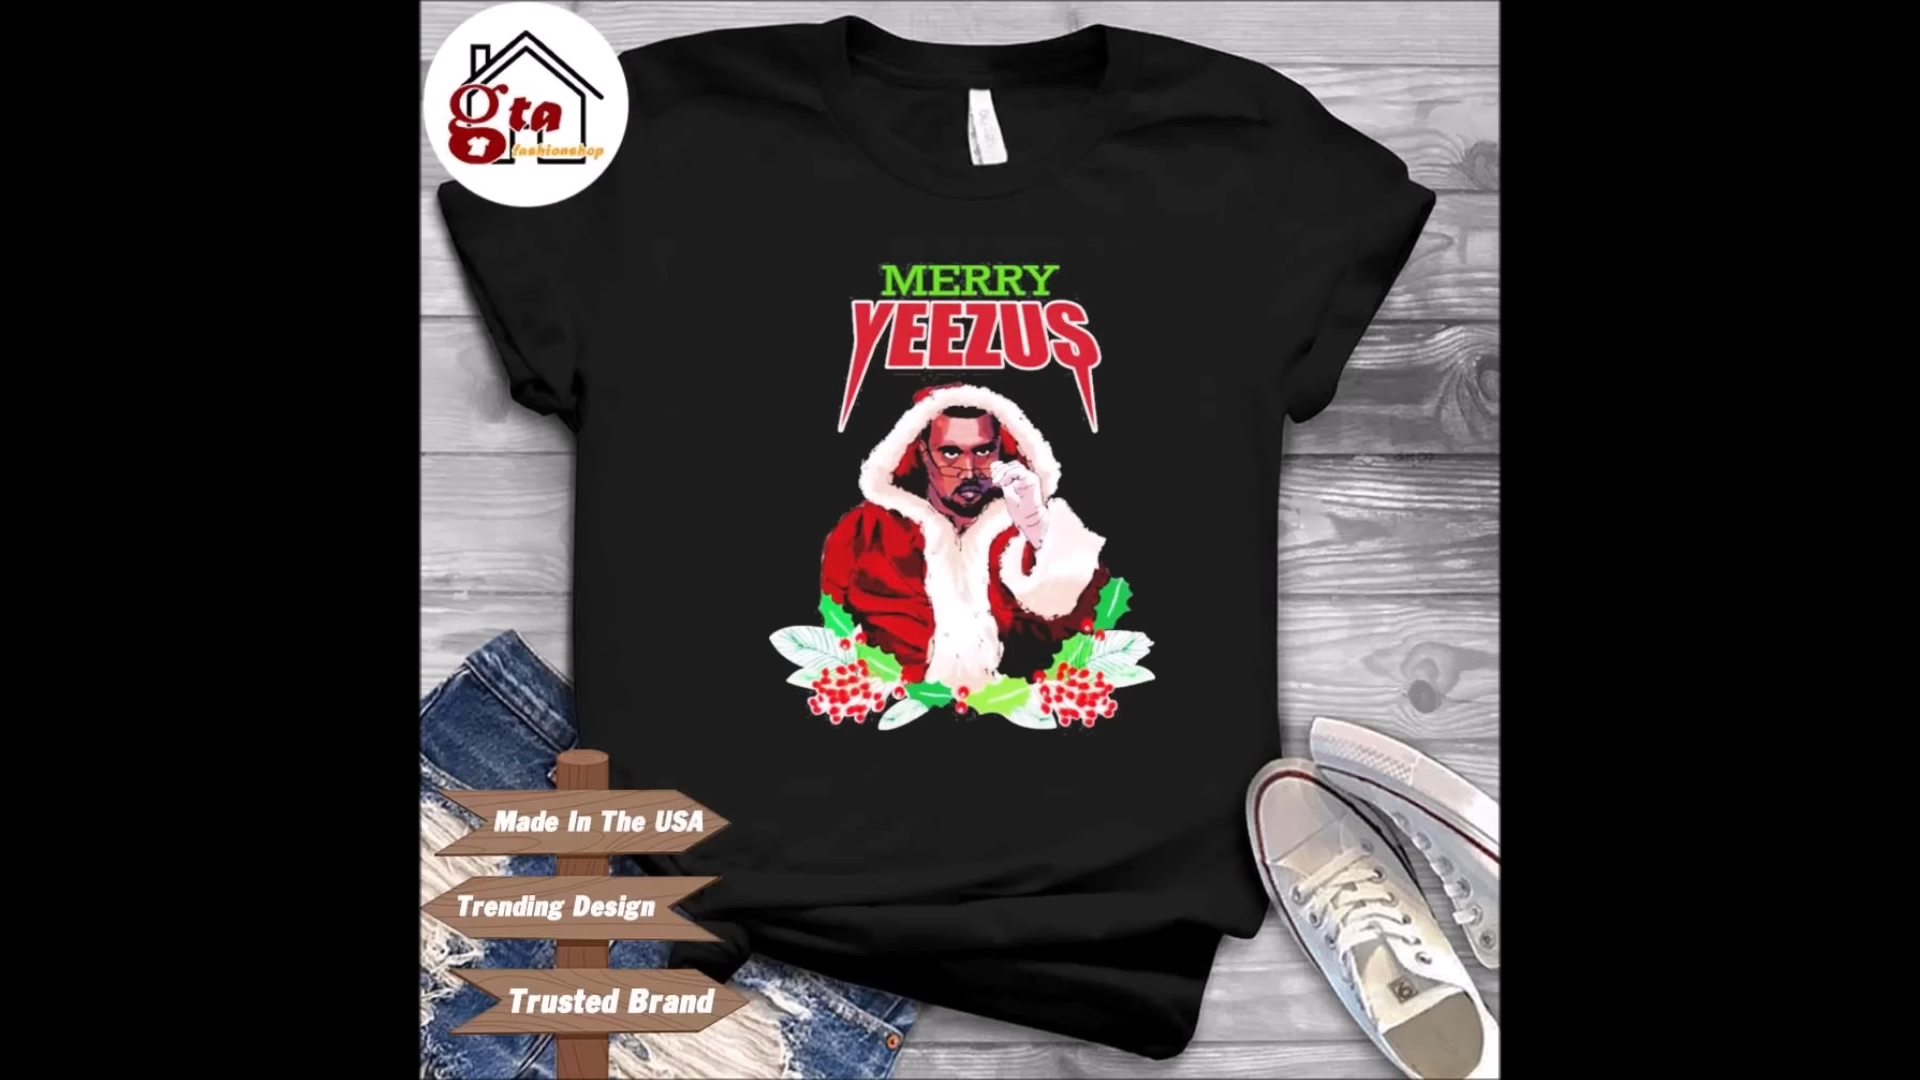 gta
fashionshop
MERRY
YEEZUS
Made In The USA
Trending Design
Trusted Brand